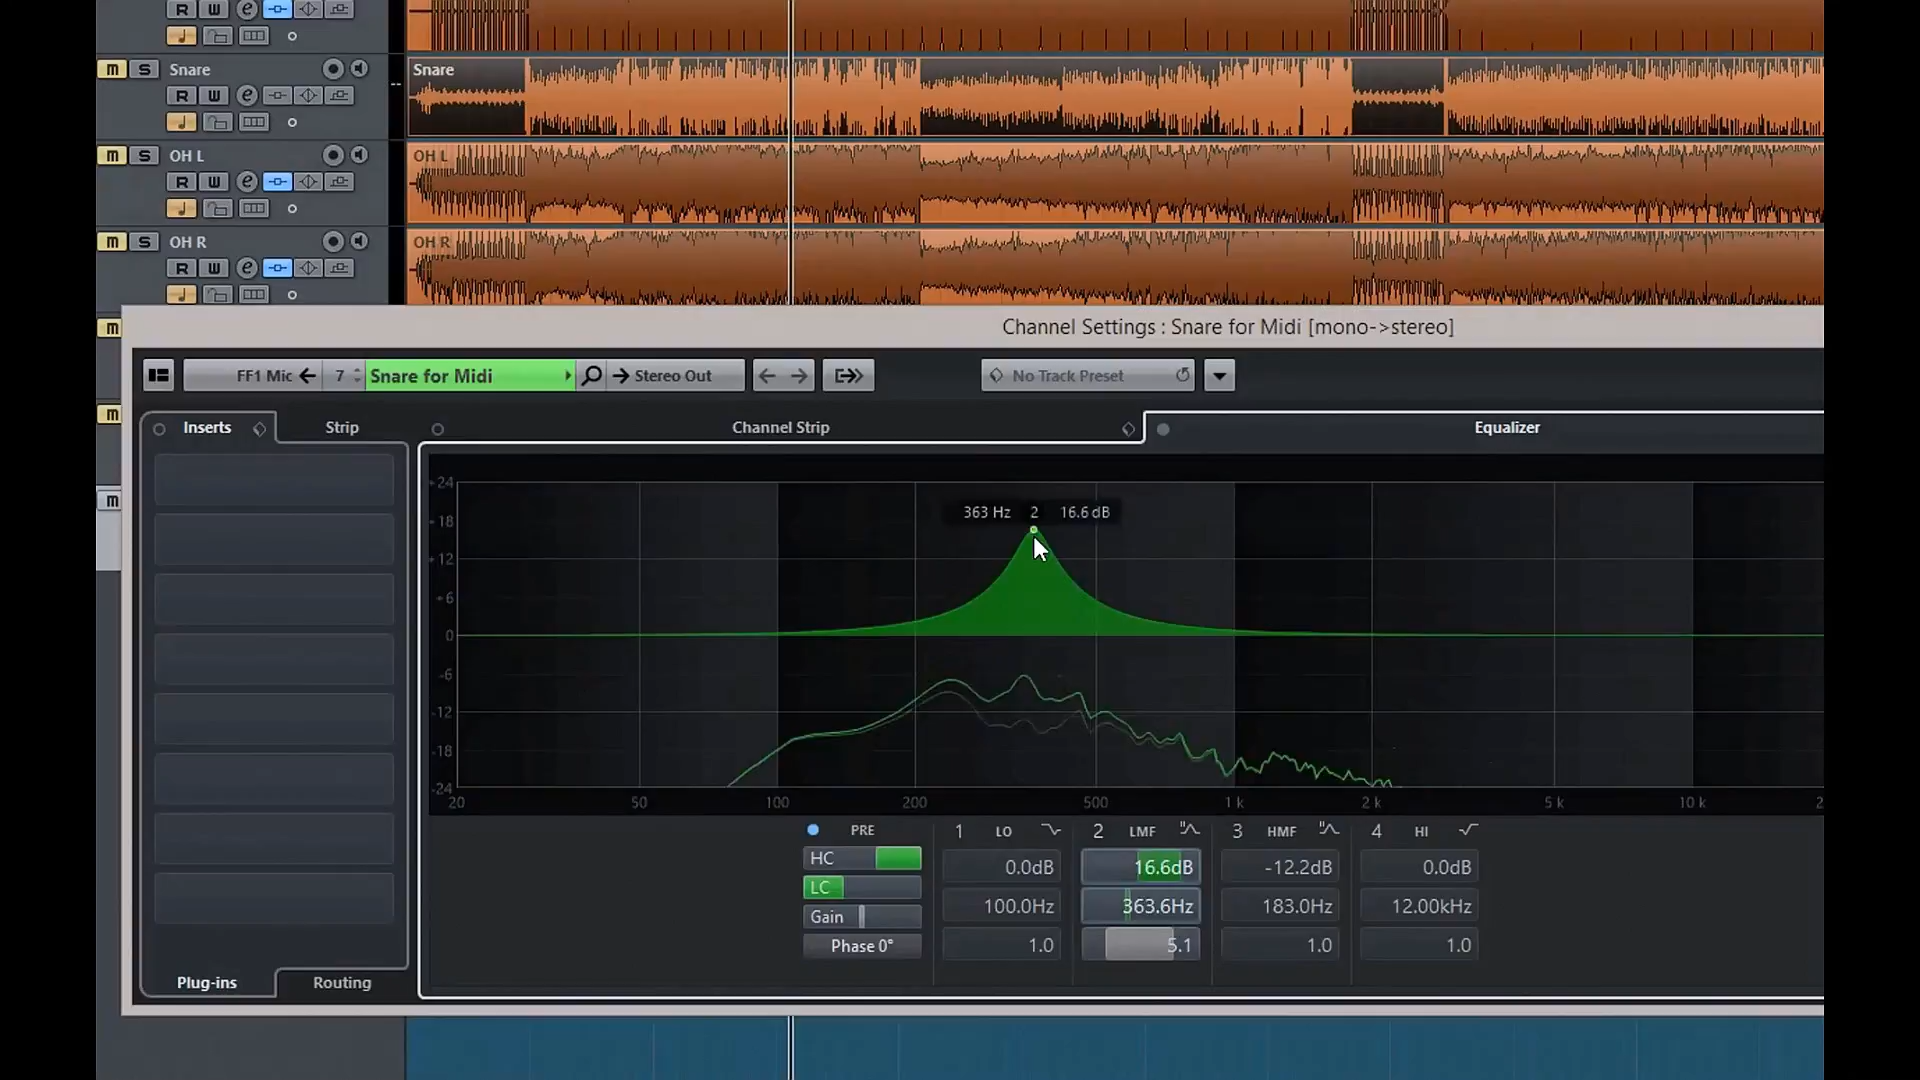 R W e
M S Snare
Snare
R W e
M S OH L
OH L
R W e
M S OH R
OH R
R W e
M
Channel Settings : Snare for Midi [mono->stereo]
FF1 Mic 7 Snare for Midi Stereo Out No Track Preset
M
Inserts Strip Channel Strip Equalizer
M
+24
363 Hz 2 16.6 dB
+18
+12
+6
0
-6
-12
-18
-24
20 50 100 200 500 1 k 2 k 5 k 10 k 2
PRE 1 LO 2 LMF 3 HMF 4 HI
HC 0.0dB 16.6dB -12.2dB 0.0dB
LC 100.0Hz 363.6Hz 183.0Hz 12.00kHz
Gain
Phase 0° 1.0 5.1 1.0 1.0
Plug-ins Routing